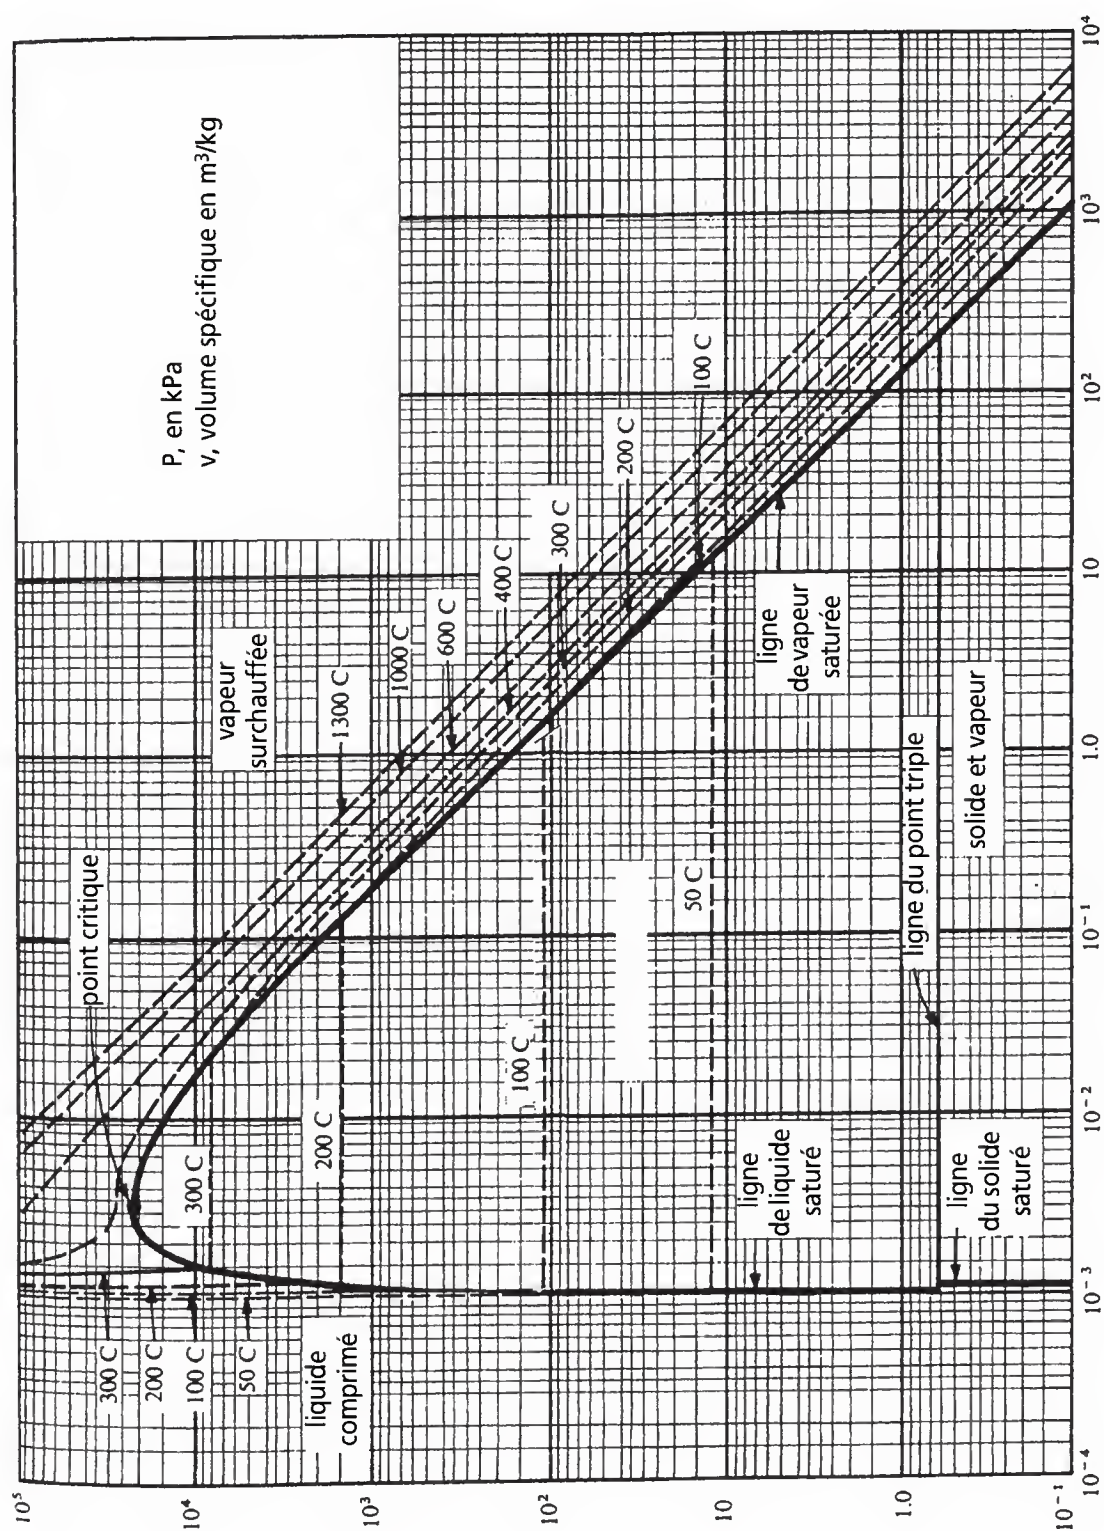 P, en kPa
v, volume spécifique en m³/kg
point critique
vapeur
surchauffée
1300 C
1000 C
600 C
400 C
300 C
200 C
100 C
300 C
200 C
100 C
50 C
300 C
200 C
100 C
50 C
liquide
comprimé
ligne
de vapeur
saturée
ligne du point triple
solide et vapeur
ligne
de liquide
saturé
ligne
du solide
saturé
10⁵
10⁴
10³
10²
10
1.0
10⁻¹
10⁻⁴
10⁻³
10⁻²
10⁻¹
1.0
10
10²
10³
10⁴